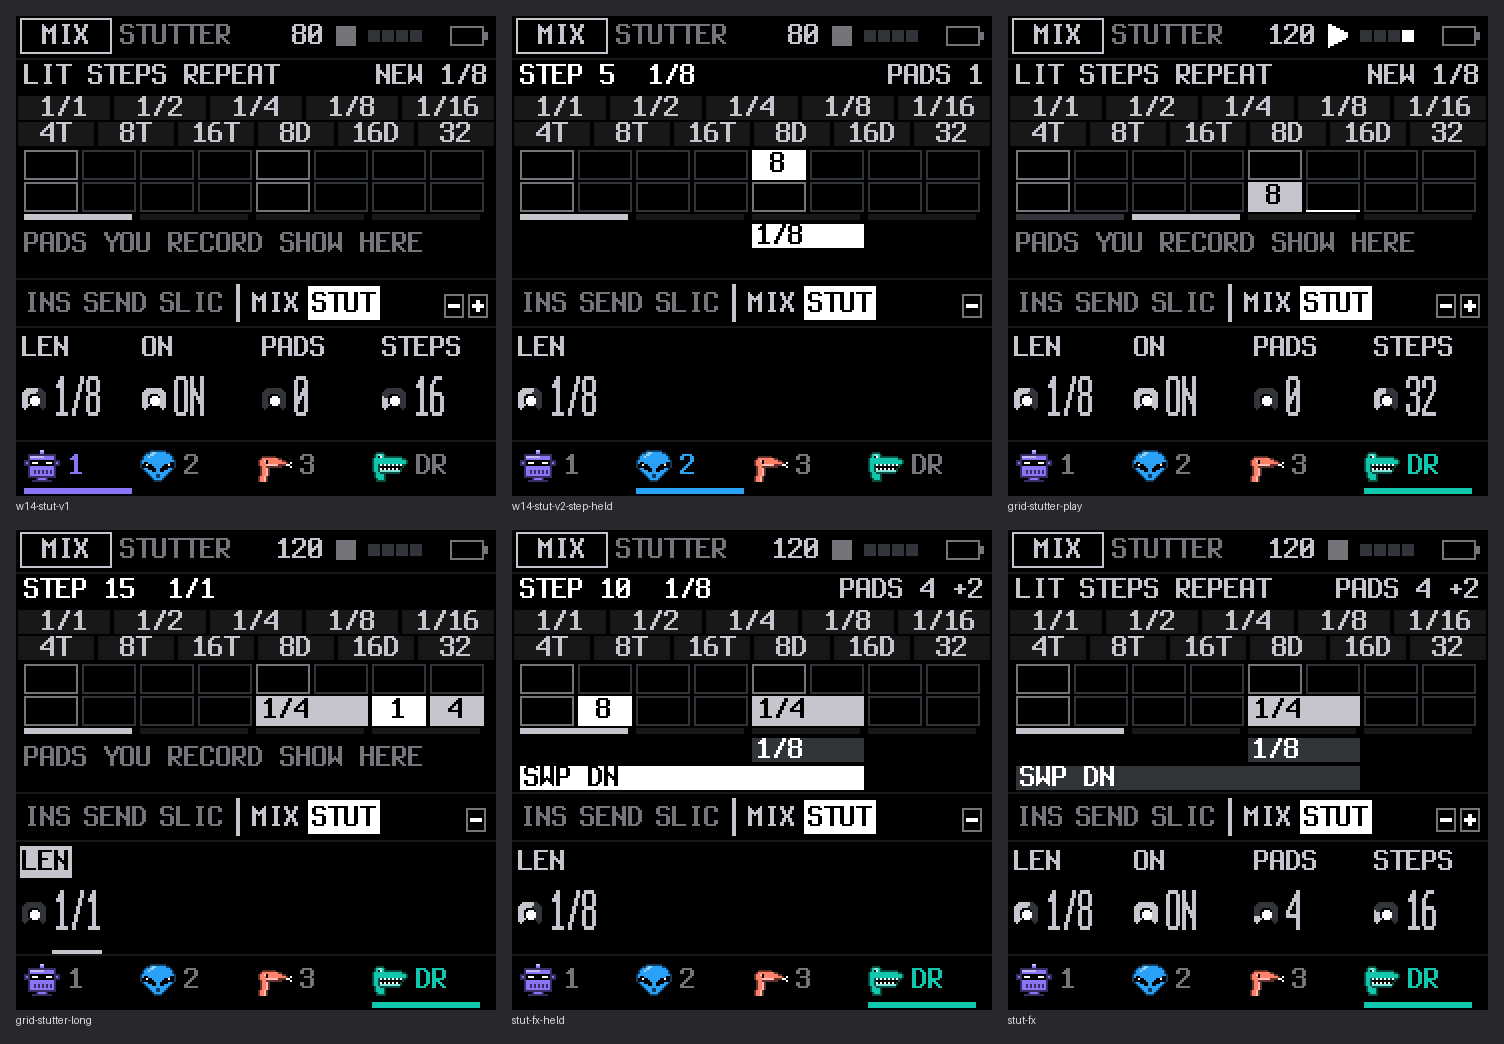 MIX STUTTER 80
LIT STEPS REPEAT NEW 1/8
1/1 1/2 1/4 1/8 1/16
4T 8T 16T 8D 16D 32
PADS YOU RECORD SHOW HERE
INS SEND SLIC MIX STUT - +
LEN ON PADS STEPS
1/8 ON 0 16
1 2 3 DR
w14-stut-v1
MIX STUTTER 80
STEP 5 1/8 PADS 1
1/1 1/2 1/4 1/8 1/16
4T 8T 16T 8D 16D 32
8
1/8
INS SEND SLIC MIX STUT -
LEN
1/8
1 2 3 DR
w14-stut-v2-step-held
MIX STUTTER 120
LIT STEPS REPEAT NEW 1/8
1/1 1/2 1/4 1/8 1/16
4T 8T 16T 8D 16D 32
8
PADS YOU RECORD SHOW HERE
INS SEND SLIC MIX STUT - +
LEN ON PADS STEPS
1/8 ON 0 32
1 2 3 DR
grid-stutter-play
MIX STUTTER 120
STEP 15 1/1
1/1 1/2 1/4 1/8 1/16
4T 8T 16T 8D 16D 32
1/4 1 4
PADS YOU RECORD SHOW HERE
INS SEND SLIC MIX STUT -
LEN
1/1
1 2 3 DR
grid-stutter-long
MIX STUTTER 120
STEP 10 1/8 PADS 4 +2
1/1 1/2 1/4 1/8 1/16
4T 8T 16T 8D 16D 32
8 1/4
1/8
SWP DN
INS SEND SLIC MIX STUT -
LEN
1/8
1 2 3 DR
stut-fx-held
MIX STUTTER 120
LIT STEPS REPEAT PADS 4 +2
1/1 1/2 1/4 1/8 1/16
4T 8T 16T 8D 16D 32
1/4
1/8
SWP DN
INS SEND SLIC MIX STUT - +
LEN ON PADS STEPS
1/8 ON 4 16
1 2 3 DR
stut-fx